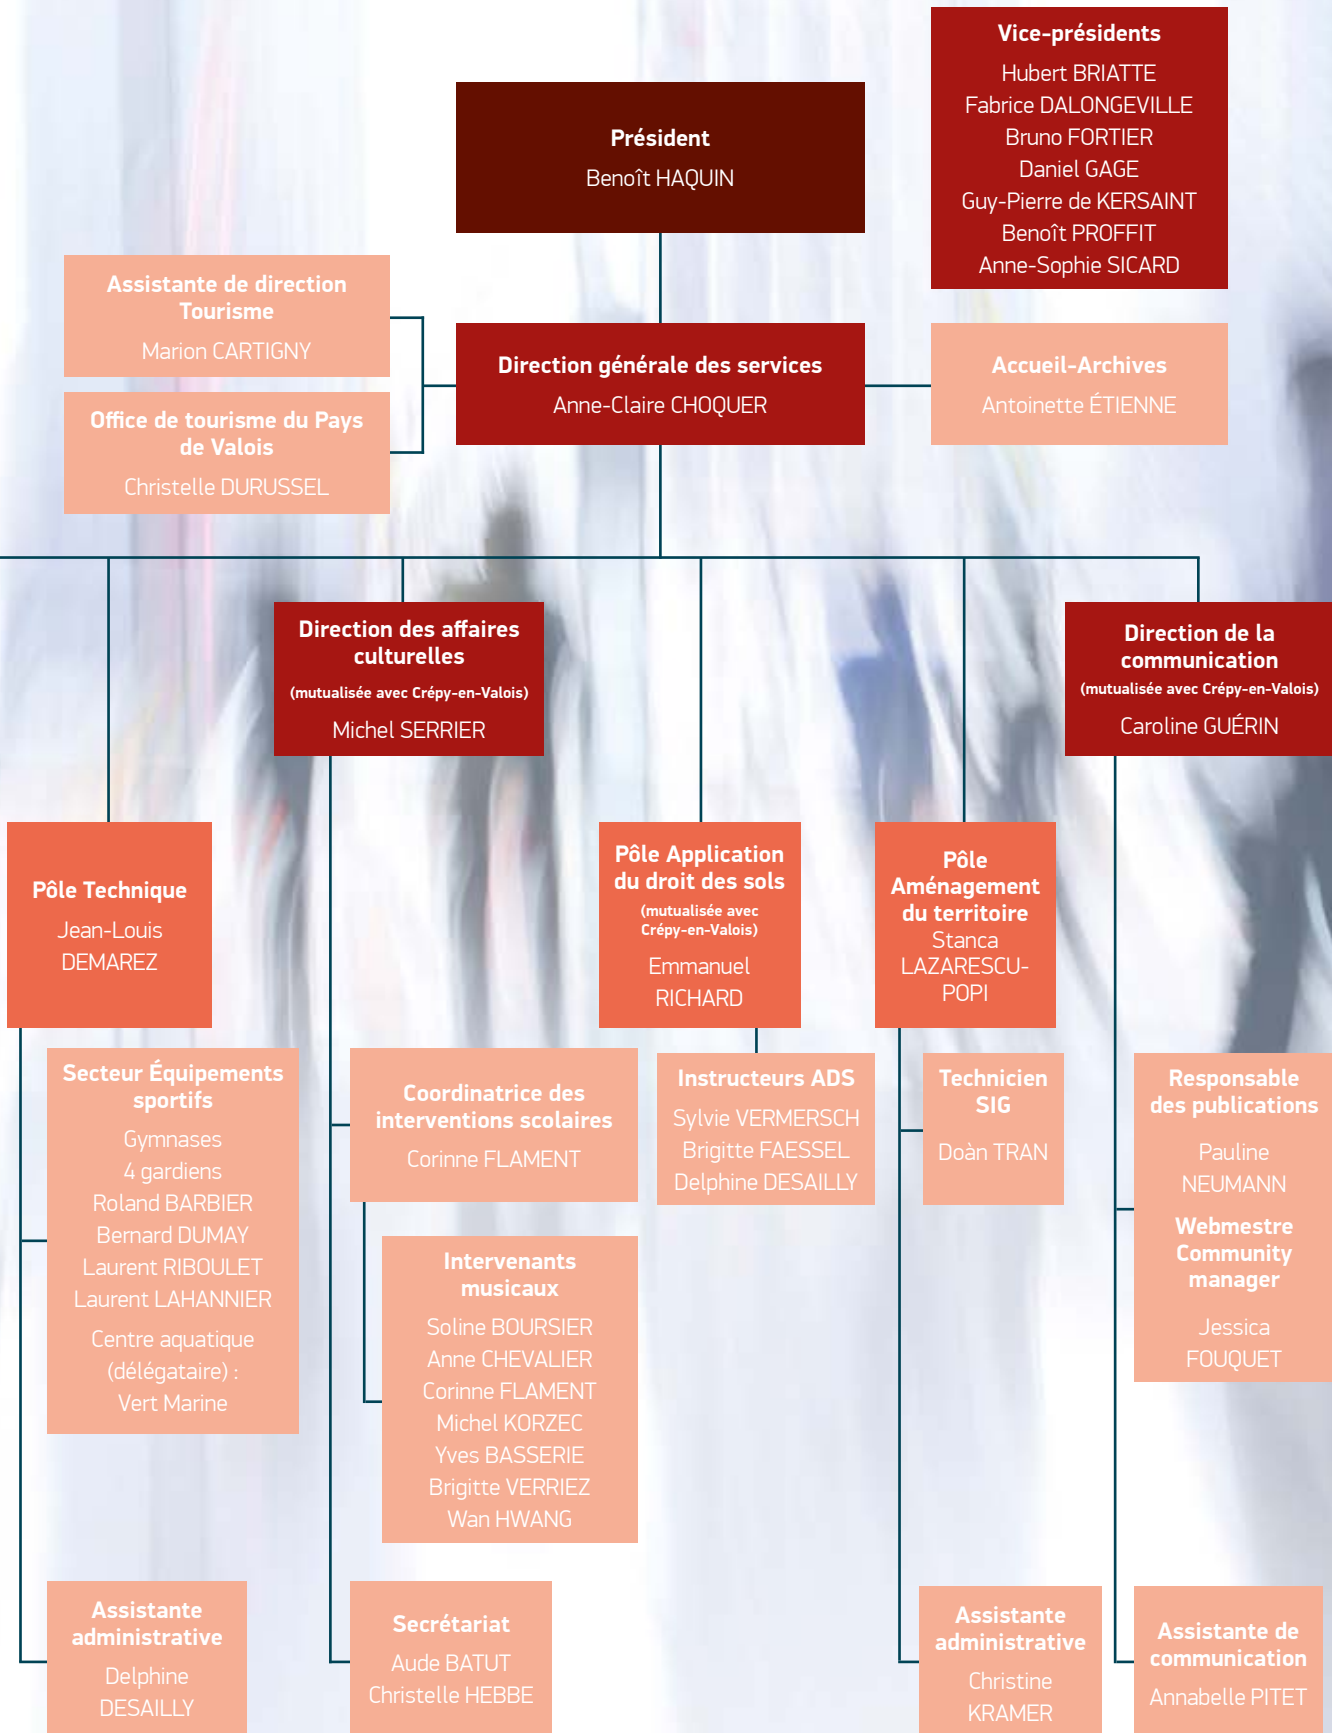 Vice-présidents
Hubert BRIATTE
Fabrice DALONGEVILLE
Bruno FORTIER
Daniel GAGE
Guy-Pierre de KERSAINT
Benoît PROFFIT
Anne-Sophie SICARD
Président
Benoît HAQUIN
Assistante de direction
Tourisme
Marion CARTIGNY
Office de tourisme du Pays
de Valois
Christelle DURUSSEL
Direction générale des services
Anne-Claire CHOQUER
Accueil-Archives
Antoinette ÉTIENNE
Direction des affaires
culturelles
(mutualisée avec Crépy-en-Valois)
Michel SERRIER
Direction de la
communication
(mutualisée avec Crépy-en-Valois)
Caroline GUÉRIN
Pôle Technique
Jean-Louis
DEMAREZ
Pôle Application
du droit des sols
(mutualisée avec
Crépy-en-Valois)
Emmanuel
RICHARD
Pôle
Aménagement
du territoire
Stanca
LAZARESCU-
POPI
Secteur Équipements
sportifs
Gymnases
4 gardiens
Roland BARBIER
Bernard DUMAY
Laurent RIBOULET
Laurent LAHANNIER
Centre aquatique
(délégataire) :
Vert Marine
Coordinatrice des
interventions scolaires
Corinne FLAMENT
Intervenants
musicaux
Soline BOURSIER
Anne CHEVALIER
Corinne FLAMENT
Michel KORZEC
Yves BASSERIE
Brigitte VERRIEZ
Wan HWANG
Instructeurs ADS
Sylvie VERMERSCH
Brigitte FAESSEL
Delphine DESAILLY
Technicien
SIG
Doàn TRAN
Responsable
des publications
Pauline
NEUMANN
Webmestre
Community
manager
Jessica
FOUQUET
Assistante
administrative
Delphine
DESAILLY
Secrétariat
Aude BATUT
Christelle HEBBE
Assistante
administrative
Christine
KRAMER
Assistante de
communication
Annabelle PITET